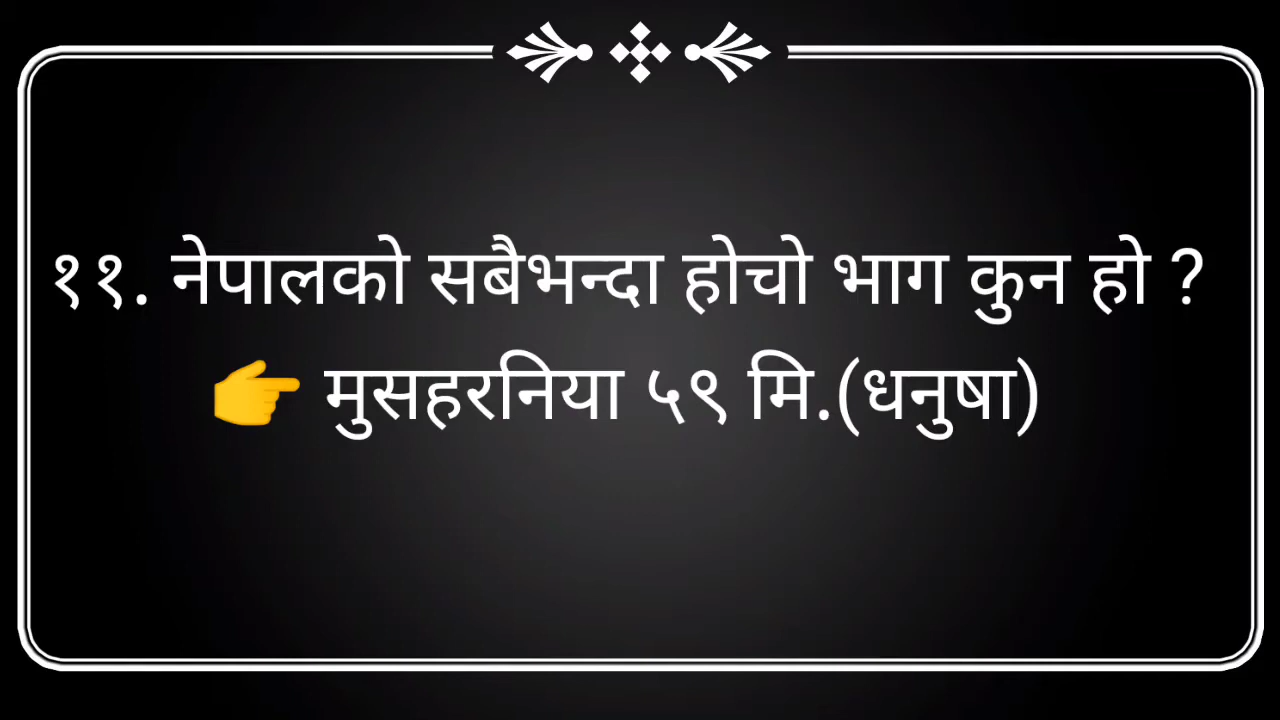 ११. नेपालको सबैभन्दा होचो भाग कुन हो ?
👉 मुसहरनिया ५९ मि.(धनुषा)